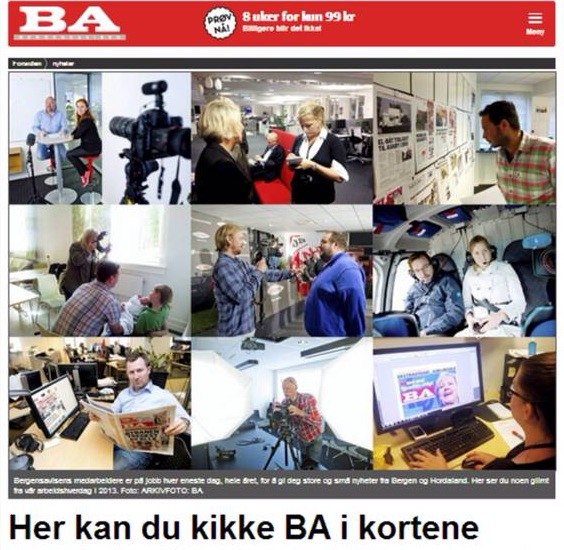 BA
PRØV NÅ!
8 uker for kun 99 kr
Billigere blir det ikke!
Meny
Forsiden
nyheter
BA
Bergensavisens medarbeidere er på jobb hver eneste dag, hele året, for å gi deg store og små nyheter fra Bergen og Hordaland. Her ser du noen glimt
fra vår arbeidshverdag i 2013. Foto: ARKIVFOTO: BA
Her kan du kikke BA i kortene